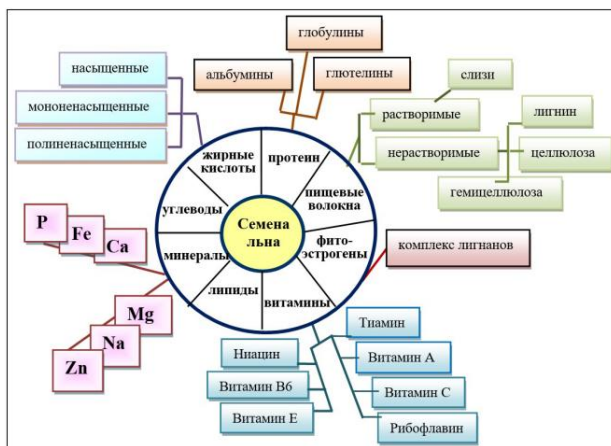 глобулины
насыщенные
альбумины
глютелины
слизи
мононенасыщенные
растворимые
лигнин
полиненасыщенные
нерастворимые
целлюлоза
гемицеллюлоза
жирные
кислоты
протеин
пищевые
волокна
углеводы
Семена
льна
фито-
эстрогены
минералы
липиды
витамины
комплекс лигнанов
P
Fe
Ca
Mg
Na
Zn
Тиамин
Ниацин
Витамин А
Витамин В6
Витамин С
Витамин Е
Рибофлавин